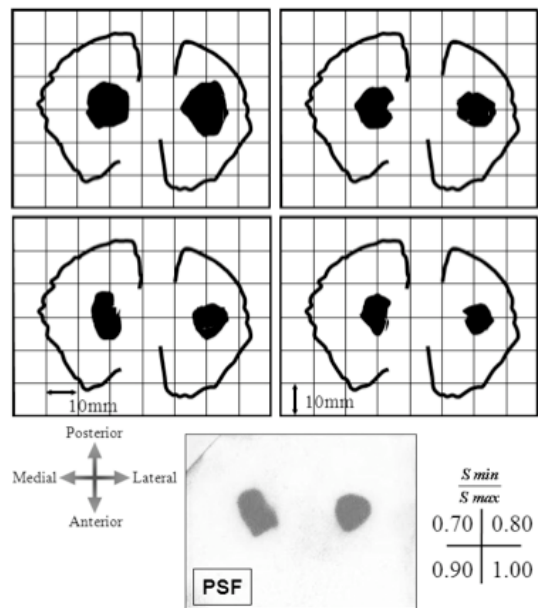 10mm
10mm
Posterior
Medial
Lateral
Anterior
PSF
S min
S max
0.70 0.80
0.90 1.00